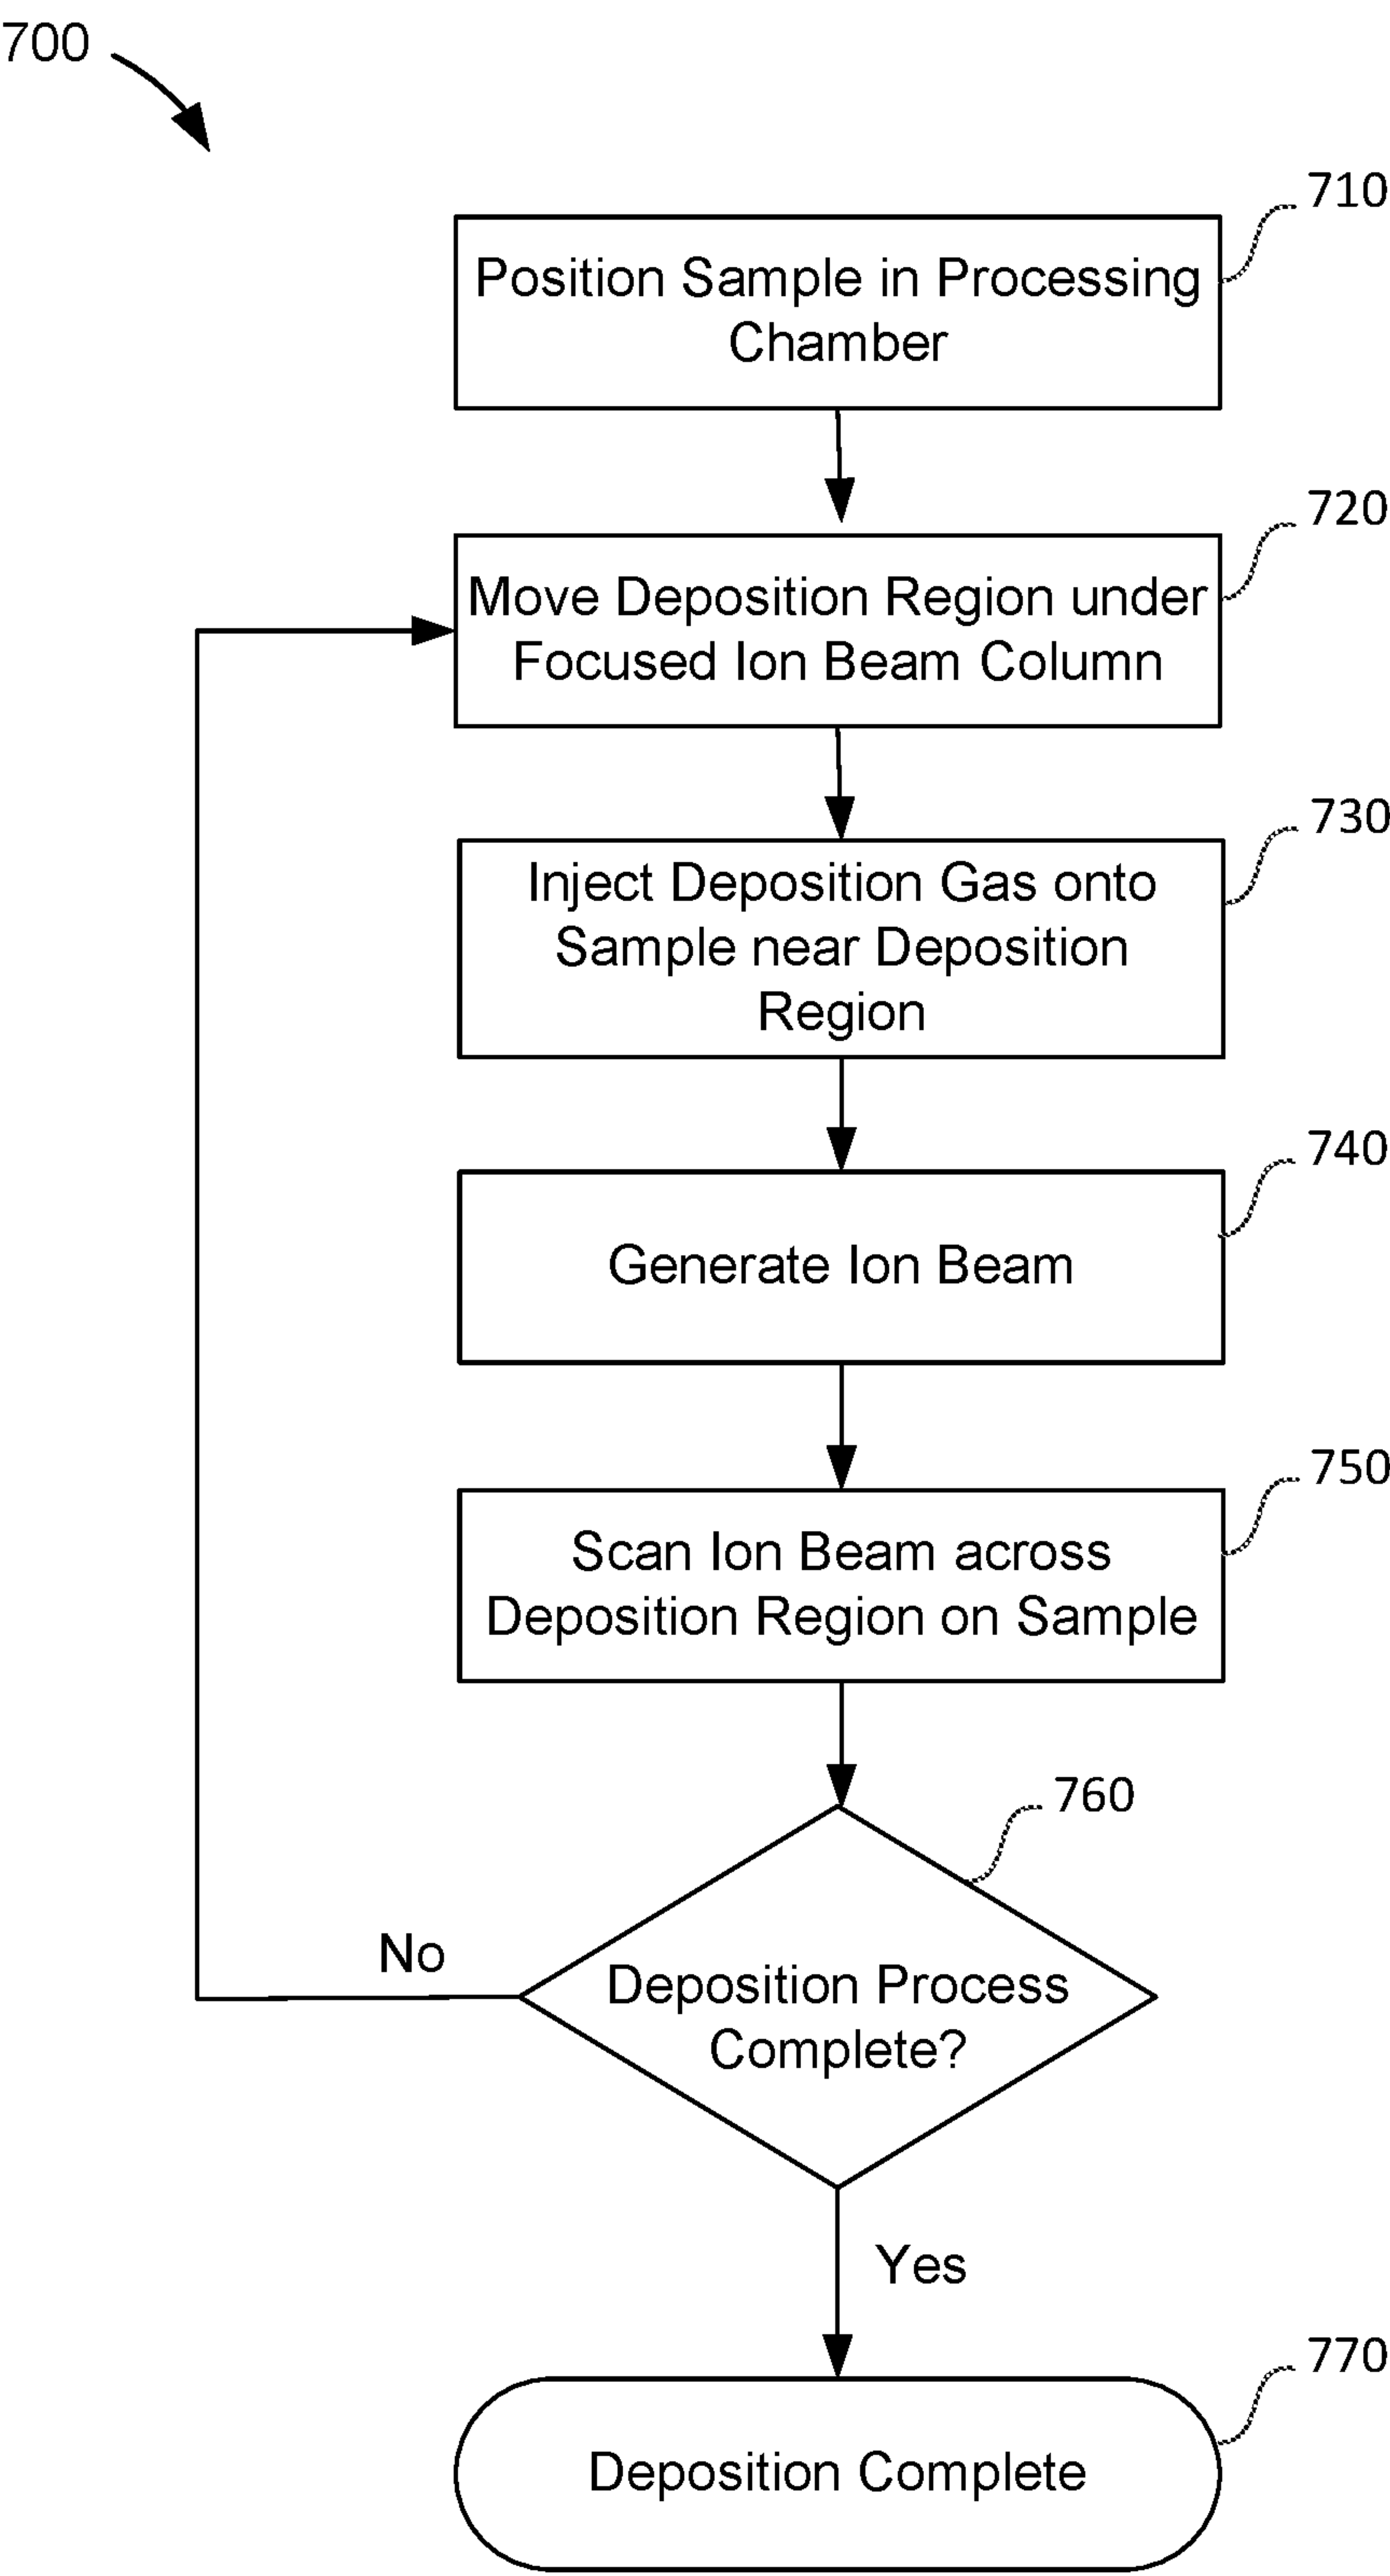 700
710
Position Sample in Processing
Chamber
720
Move Deposition Region under
Focused Ion Beam Column
730
Inject Deposition Gas onto
Sample near Deposition
Region
740
Generate Ion Beam
750
Scan Ion Beam across
Deposition Region on Sample
760
No
Deposition Process
Complete?
Yes
770
Deposition Complete